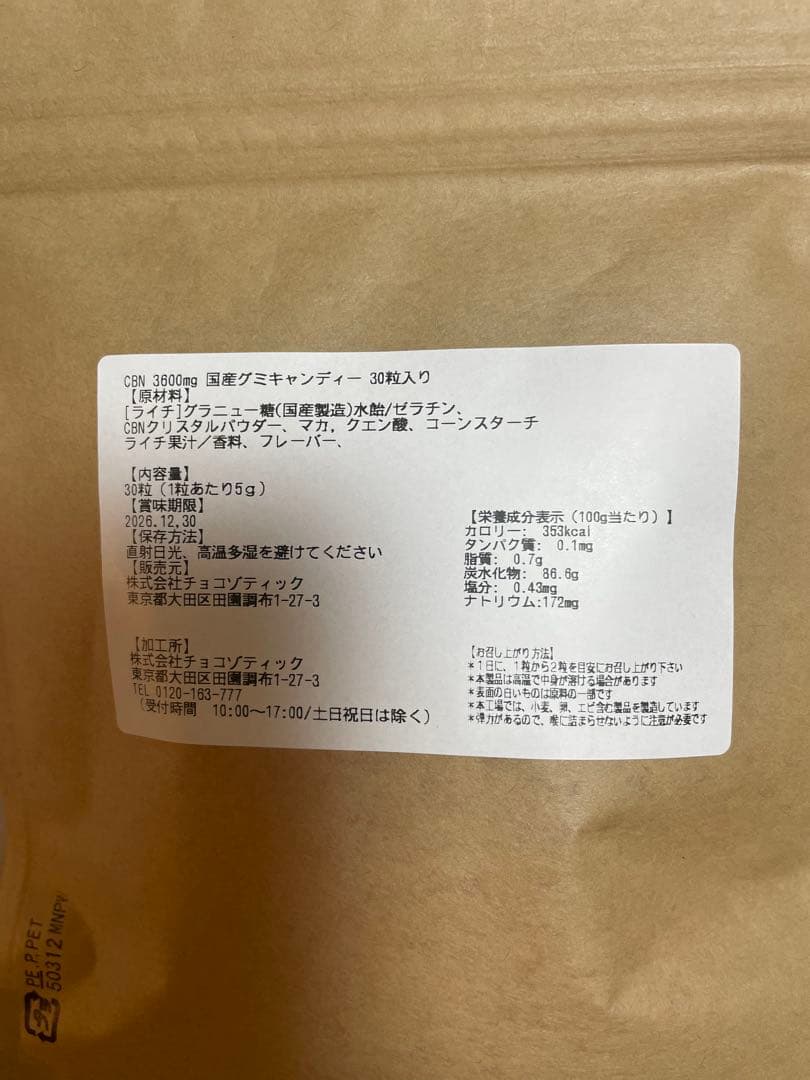 CBN 3600mg 国産グミキャンディー 30粒入り
【原材料】
[ライチ]グラニュー糖(国産製造)水飴/ゼラチン、
CBNクリスタルパウダー、マカ, クエン酸、コーンスターチ
ライチ果汁／香料、フレーバー、
【内容量】
30粒（1粒あたり5g）
【賞味期限】
2026.12.30
【保存方法】
直射日光、高温多湿を避けてください
【販売元】
株式会社チョコゾティック
東京都大田区田園調布1-27-3
【加工所】
株式会社チョコゾティック
東京都大田区田園調布1-27-3
TEL 0120-163-777
（受付時間　10:00～17:00/土日祝日は除く）
【栄養成分表示（100g当たり）】
カロリー: 353kcal
タンパク質: 0.1mg
脂質: 0.7g
炭水化物: 86.6g
塩分: 0.43mg
ナトリウム:172mg
【お召し上がり方法】
＊1日に、1粒から2粒を目安にお召し上がり下さい
＊本製品は高温で中身が溶ける場合があります
＊表面の白いものは原料の一部です
＊本工場では、小麦、卵、エビ含む製品を製造しています
＊弾力があるので、喉に詰まらせないように注意が必要です
プラ
PE,P,PET
50312 MNPV